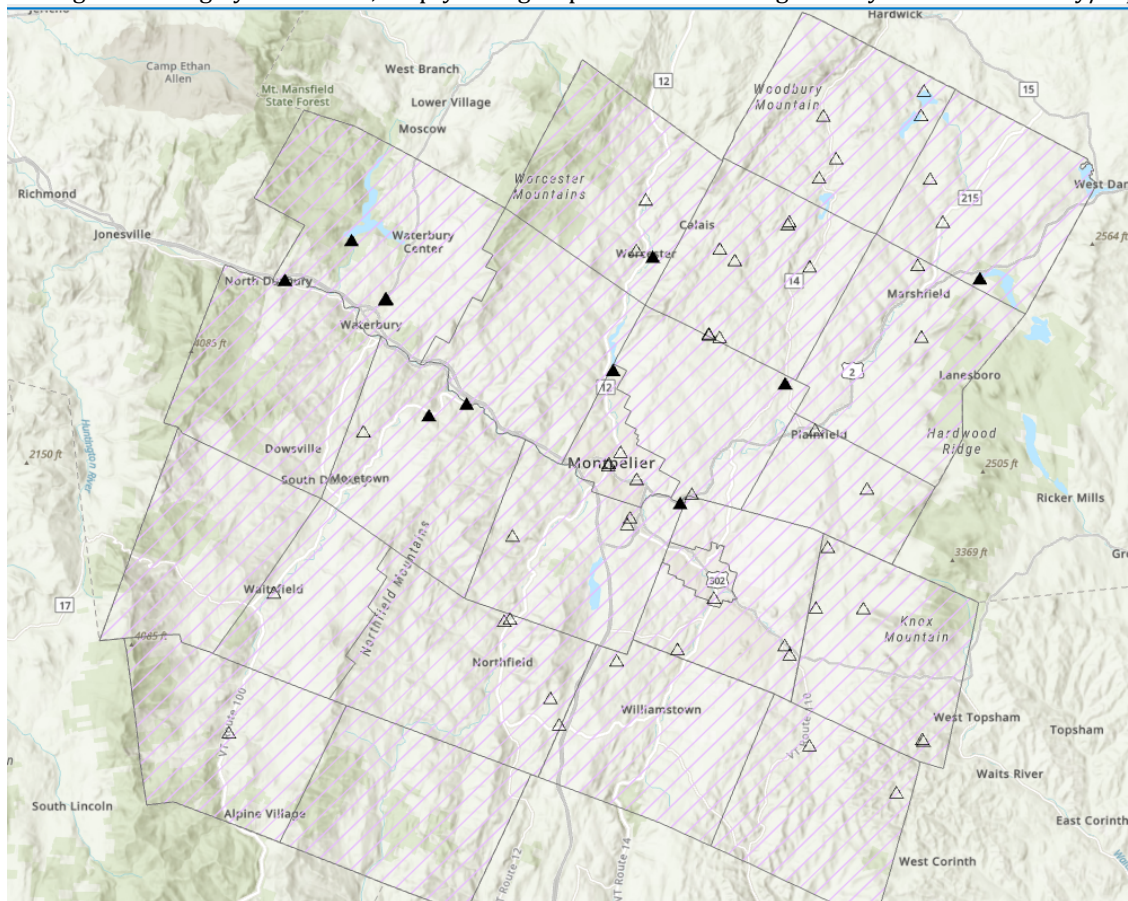 Jericho
Hardwick
Camp Ethan
Allen
West Branch
Mt. Mansfield
State Forest
Lower Village
12
Woodbury
Mountain
15
Moscow
Worcester
Mountains
Richmond
West Dan
215
Jonesville
Waterbury
Center
Calais
2564 ft
Worcester
North Duxbury
14
Marshfield
Waterbury
4085 ft
2
Lanesboro
12
Huntington
River
Plainfield
Hardwood
Ridge
Dowsville
Montpelier
2150 ft
South D
Moretown
2505 ft
Ricker Mills
Northfield Mountains
3369 ft
Gr
302
Waitsfield
17
Knox
Mountain
4085 ft
Northfield
Williamstown
VT Route 100
VT Route 110
West Topsham
Topsham
Waits River
South Lincoln
Alpine Village
East Corinth
VT Route 12
VT Route 14
West Corinth